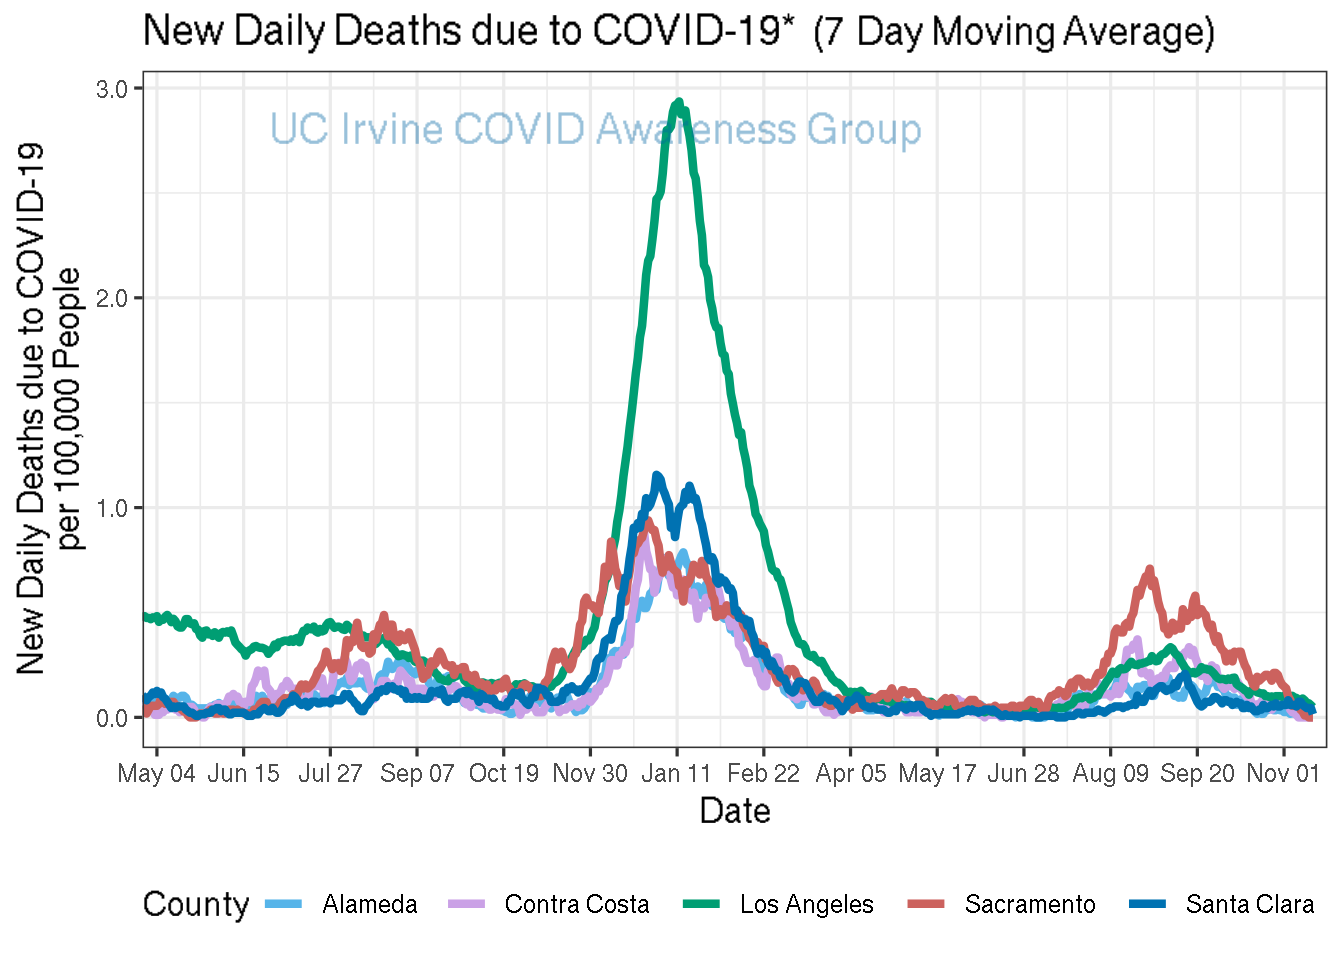 New Daily Deaths due to COVID-19* (7 Day Moving Average)
UC Irvine COVID Awareness Group
New Daily Deaths due to COVID-19
per 100,000 People
3.0
2.0
1.0
0.0
May 04 Jun 15 Jul 27 Sep 07 Oct 19 Nov 30 Jan 11 Feb 22 Apr 05 May 17 Jun 28 Aug 09 Sep 20 Nov 01
Date
County Alameda Contra Costa Los Angeles Sacramento Santa Clara